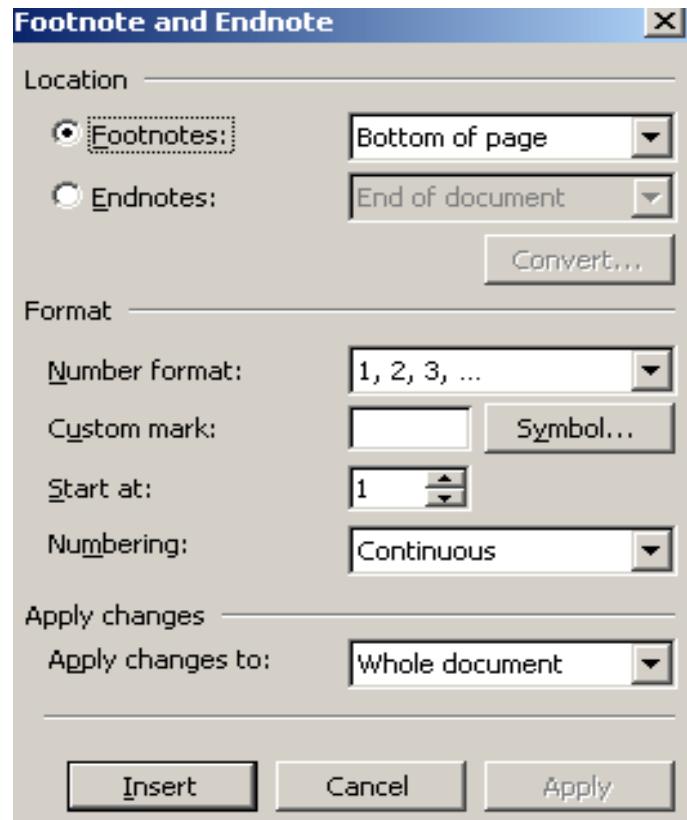 Footnote and Endnote
Location
Footnotes: Bottom of page
Endnotes: End of document
Convert...
Format
Number format: 1, 2, 3, ...
Custom mark: Symbol...
Start at: 1
Numbering: Continuous
Apply changes
Apply changes to: Whole document
Insert Cancel Apply